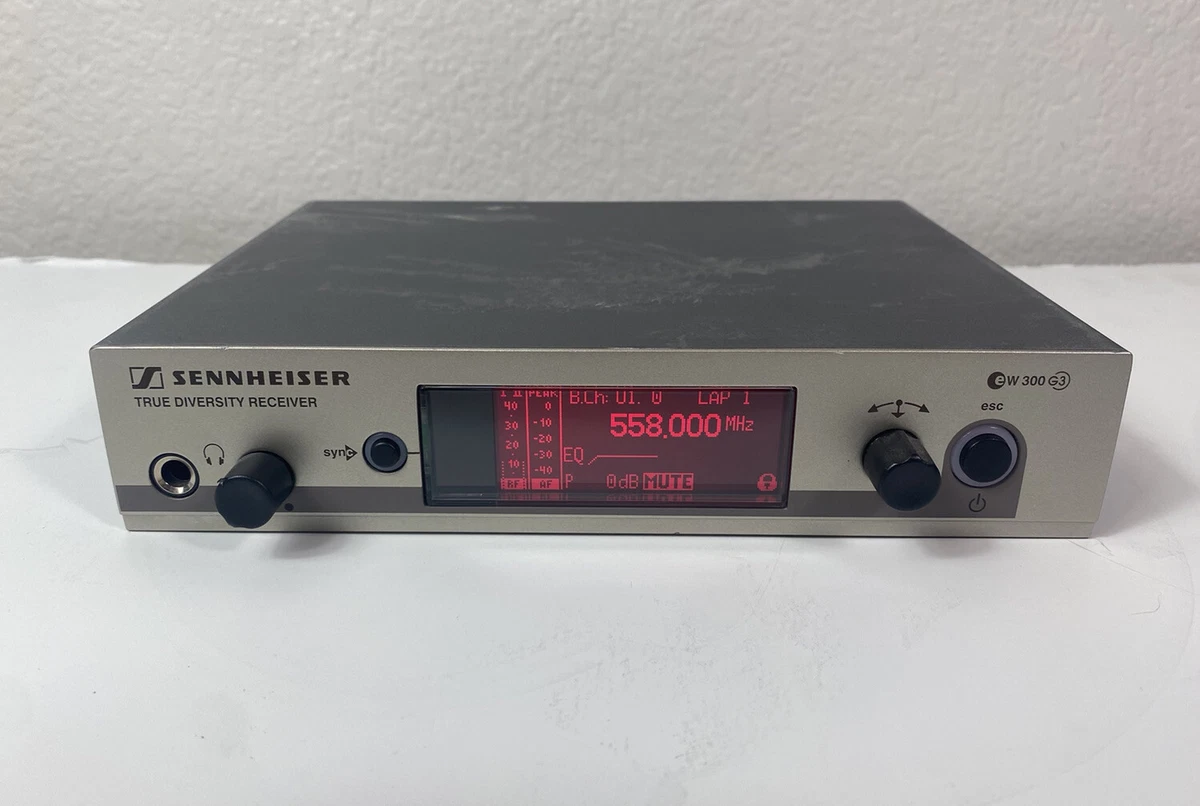 SENNHEISER
TRUE DIVERSITY RECEIVER
sync
I II PEAK
40 0
30 -10
20 -20
10 -30
-40
RF AF
B.Ch: U1. 0 LAP 1
558.000 MHz
EQ
P 0dB MUTE
ew 300 G3
esc